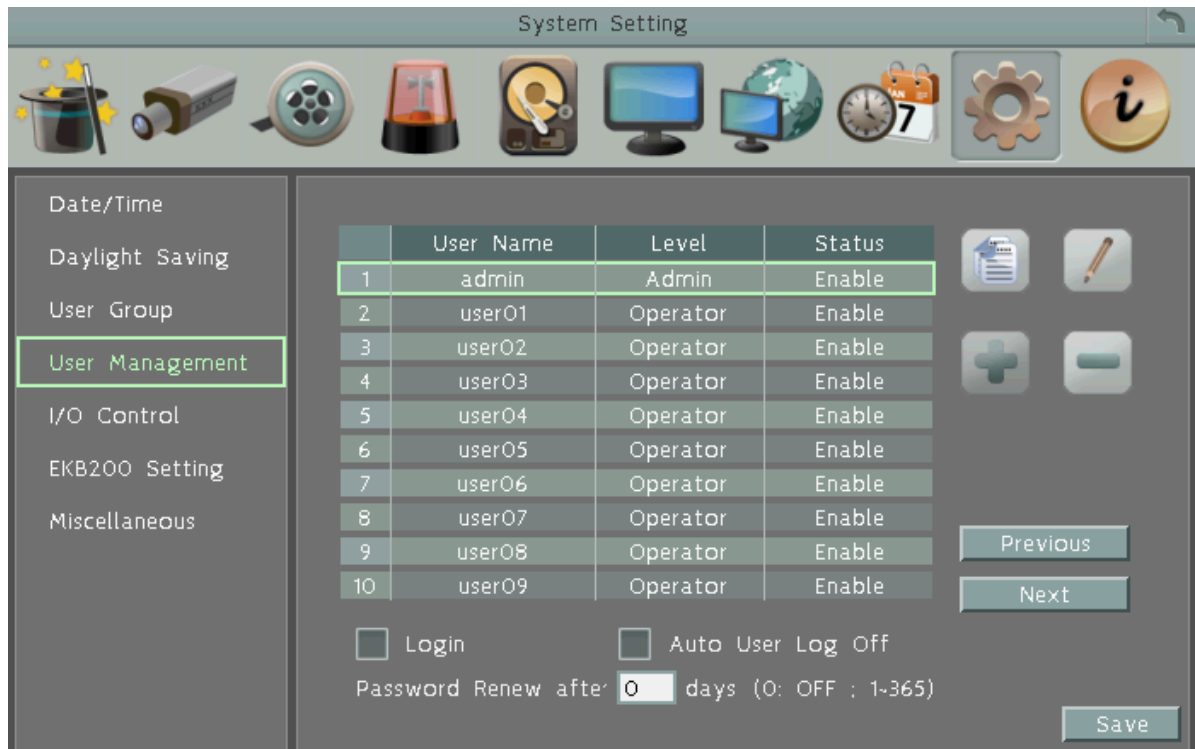 System Setting
JAN
7
i
Date/Time
Daylight Saving
User Group
User Management
I/O Control
EKB200 Setting
Miscellaneous
User Name Level Status
1 admin Admin Enable
2 user01 Operator Enable
3 user02 Operator Enable
4 user03 Operator Enable
5 user04 Operator Enable
6 user05 Operator Enable
7 user06 Operator Enable
8 user07 Operator Enable
9 user08 Operator Enable
10 user09 Operator Enable
Previous
Next
Login Auto User Log Off
Password Renew after 0 days (0: OFF ; 1~365)
Save